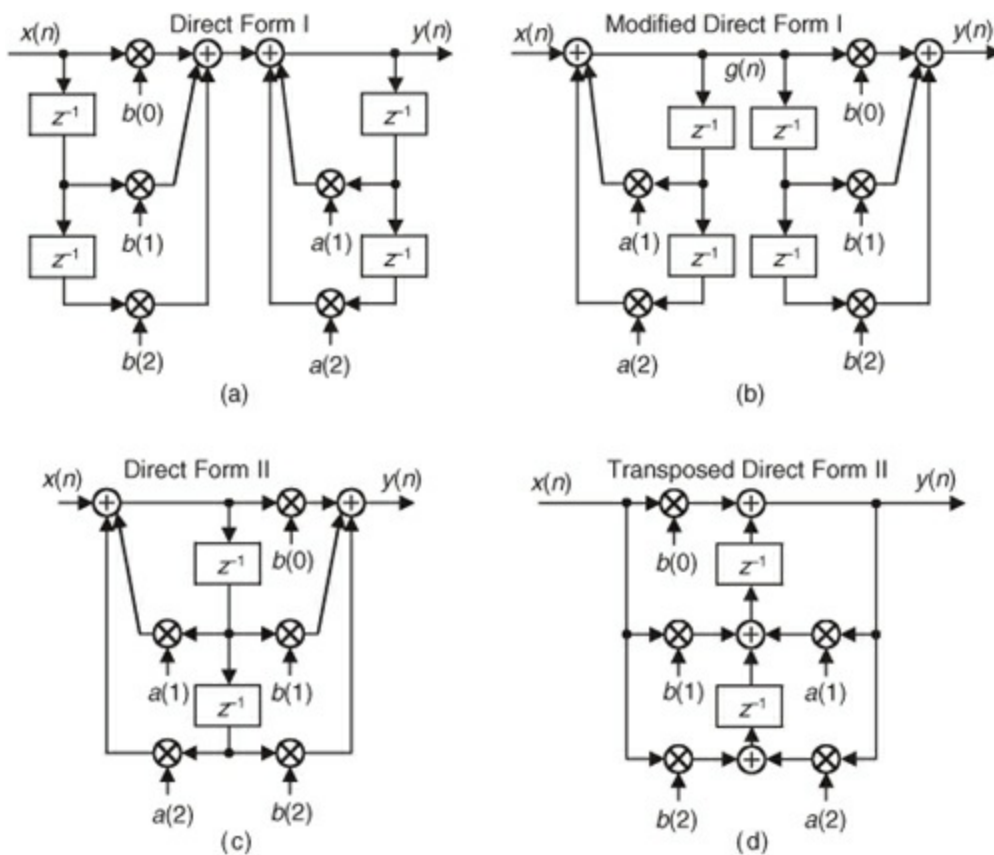 Direct Form I
x(n)
y(n)
z⁻¹
b(0)
z⁻¹
b(1)
a(1)
z⁻¹
z⁻¹
b(2)
a(2)
(a)
Modified Direct Form I
x(n)
y(n)
g(n)
b(0)
z⁻¹
z⁻¹
a(1)
b(1)
z⁻¹
z⁻¹
a(2)
b(2)
(b)
Direct Form II
x(n)
y(n)
b(0)
z⁻¹
a(1)
b(1)
z⁻¹
a(2)
b(2)
(c)
Transposed Direct Form II
x(n)
y(n)
b(0)
z⁻¹
b(1)
a(1)
z⁻¹
b(2)
a(2)
(d)